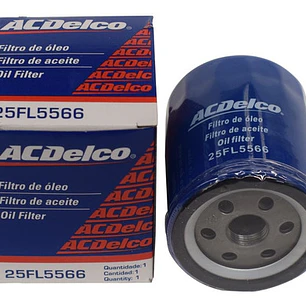 ACDelco
Filtro de óleo
Filtro de aceite
Oil Filter
25FL5566
ACDelco
Filtro de óleo
Filtro de aceite
Oil Filter
25FL5566
Quantidade:1
Cantidad:1
Quantity:1
ACDelco
Filtro de óleo
Filtro de aceite
Oil filter
25FL5566